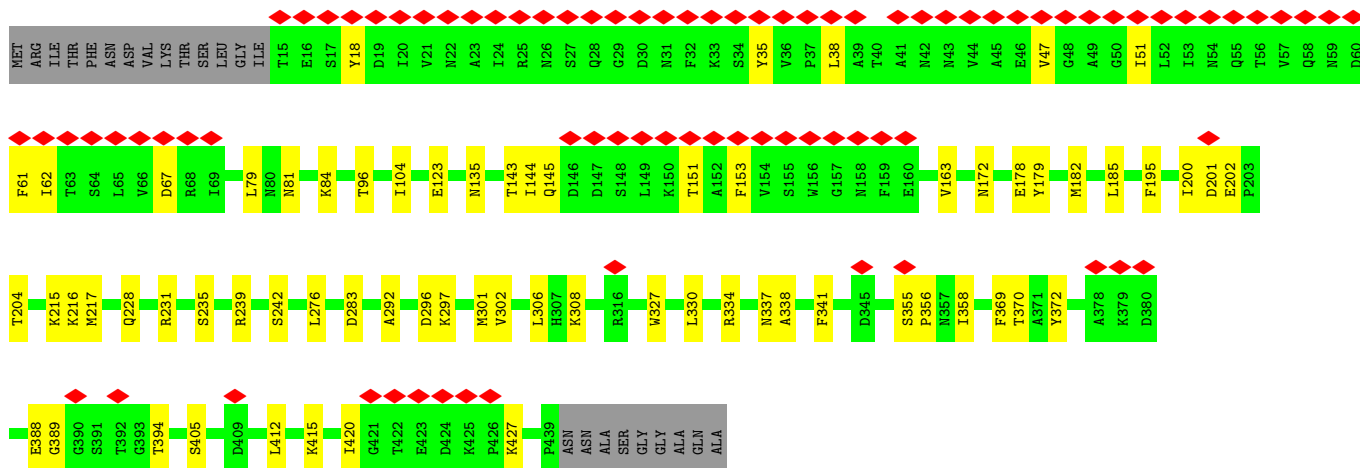 MET ARG ILE THR PHE ASN ASP VAL LYS THR SER LEU GLY ILE T15 E16 S17 Y18 D19 I20 V21 N22 A23 I24 R25 N26 S27 Q28 G29 D30 N31 F32 K33 S34 Y35 V36 P37 L38 A39 T40 A41 N42 N43 V44 A45 E46 V47 G48 A49 G50 I51 L52 I53 N54 Q55 T56 V57 Q58 N59 D60
F61 I62 T63 S64 L65 V66 D67 R68 I69 L79 N80 N81 K84 T96 I104 E123 N135 T143 I144 Q145 D146 D147 S148 L149 K150 T151 A152 F153 V154 S155 W156 G157 N158 F159 E160 V163 N172 E178 Y179 M182 L185 F195 I200 D201 E202 P203
T204 K215 K216 M217 Q228 R231 S235 R239 S242 L276 D283 A292 D296 K297 M301 V302 L306 H307 K308 R316 W327 L330 R334 N337 A338 F341 D345 S355 P356 N357 I358 F369 T370 A371 Y372 A378 K379 D380
E388 G389 G390 S391 T392 G393 T394 S405 D409 L412 K415 I420 G421 T422 E423 D424 K425 P426 K427 P439 ASN ASN ALA SER GLY GLY ALA GLN ALA